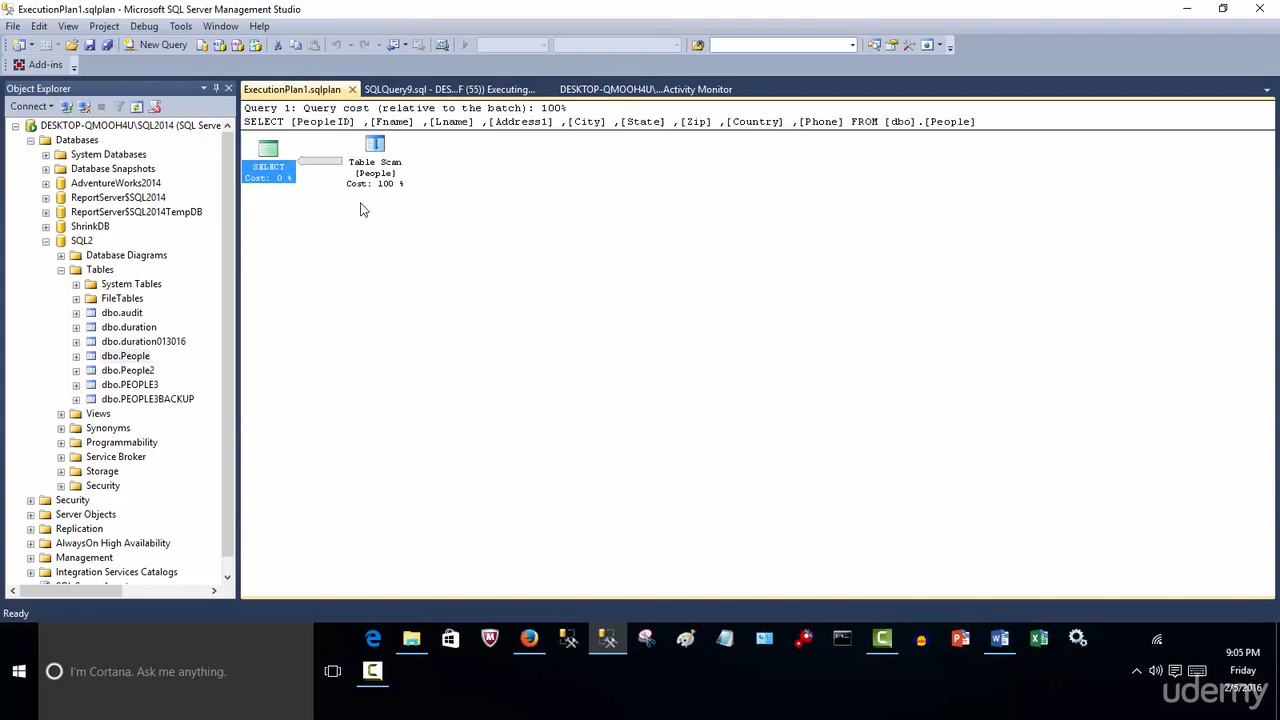 ExecutionPlan1.sqlplan - Microsoft SQL Server Management Studio
File Edit View Project Debug Tools Window Help
New Query
Add-ins
Object Explorer
Connect
DESKTOP-QMOOH4U\SQL2014 (SQL Serve
Databases
System Databases
Database Snapshots
AdventureWorks2014
ReportServer$SQL2014
ReportServer$SQL2014TempDB
ShrinkDB
SQL2
Database Diagrams
Tables
System Tables
FileTables
dbo.audit
dbo.duration
dbo.duration013016
dbo.People
dbo.People2
dbo.PEOPLE3
dbo.PEOPLE3BACKUP
Views
Synonyms
Programmability
Service Broker
Storage
Security
Security
Server Objects
Replication
AlwaysOn High Availability
Management
Integration Services Catalogs
ExecutionPlan1.sqlplan SQLQuery9.sql - DES...F (55)) Executing... DESKTOP-QMOOH4U\...Activity Monitor
Query 1: Query cost (relative to the batch): 100%
SELECT [PeopleID] ,[Fname] ,[Lname] ,[Address1] ,[City] ,[State] ,[Zip] ,[Country] ,[Phone] FROM [dbo].[People]
SELECT
Cost: 0 %
Table Scan
[People]
Cost: 100 %
Ready
I'm Cortana. Ask me anything.
9:05 PM
Friday
2/5/2016
udemy